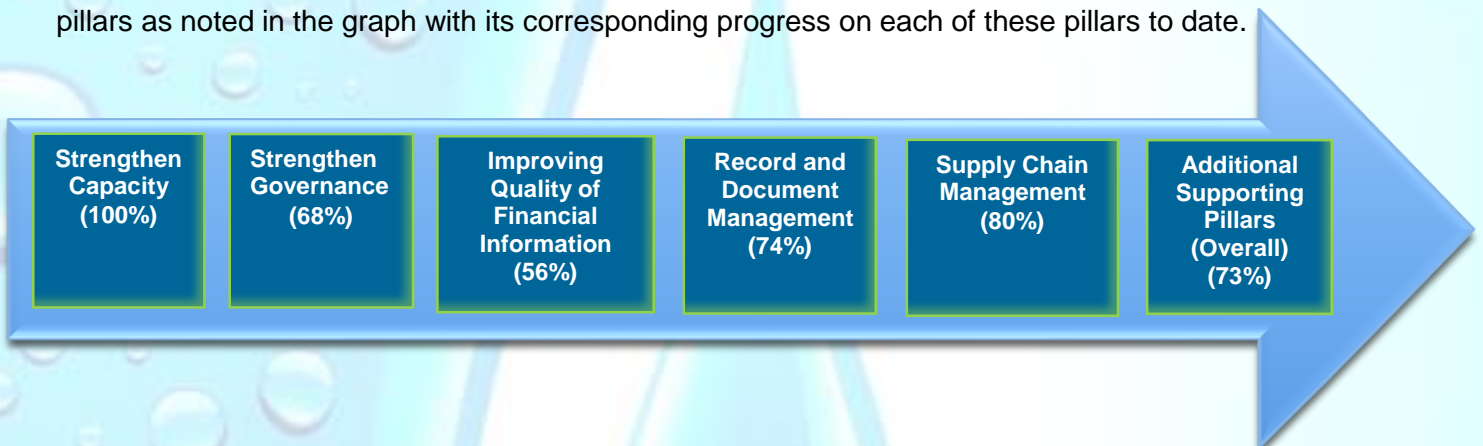 pillars as noted in the graph with its corresponding progress on each of these pillars to date.
Strengthen
Capacity
(100%)
Strengthen
Governance
(68%)
Improving
Quality of
Financial
Information
(56%)
Record and
Document
Management
(74%)
Supply Chain
Management
(80%)
Additional
Supporting
Pillars
(Overall)
(73%)